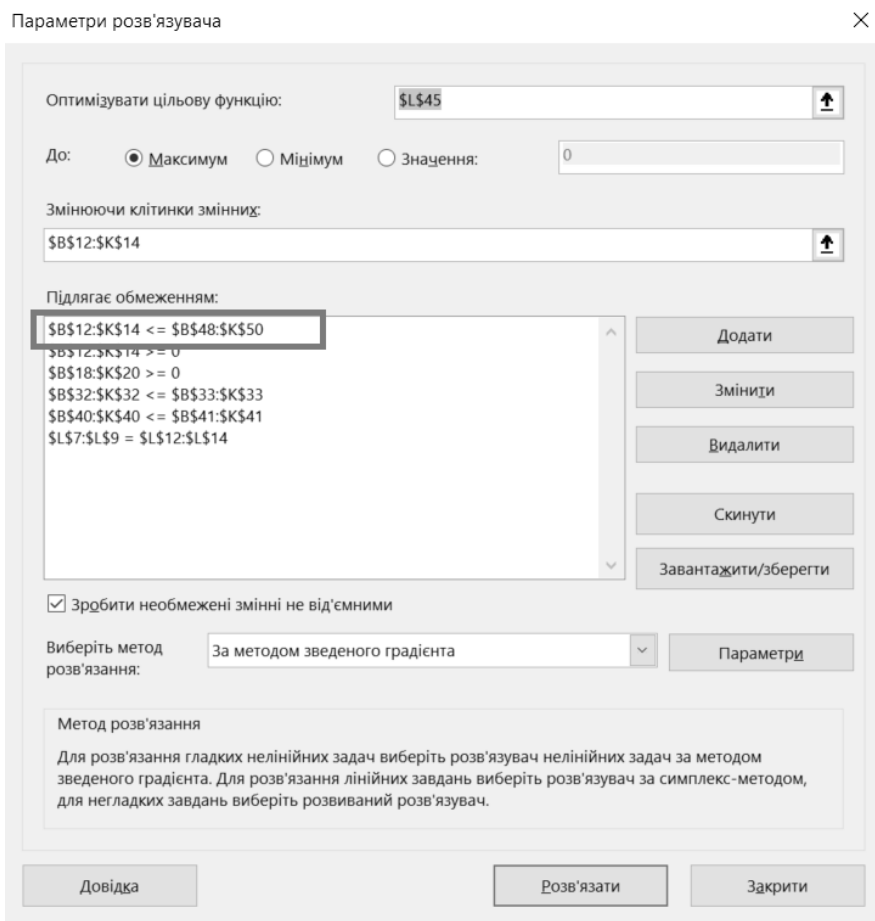 Параметри розв'язувача
Оптимізувати цільову функцію:
$L$45
До:
Максимум
Мінімум
Значення:
0
Змінюючи клітинки змінних:
$B$12:$K$14
Підлягає обмеженням:
$B$12:$K$14 <= $B$48:$K$50
$B$12:$K$14 >= 0
$B$18:$K$20 >= 0
$B$32:$K$32 <= $B$33:$K$33
$B$40:$K$40 <= $B$41:$K$41
$L$7:$L$9 = $L$12:$L$14
Додати
Змінити
Видалити
Скинути
Завантажити/зберегти
Зробити необмежені змінні не від'ємними
Виберіть метод
розв'язання:
За методом зведеного градієнта
Параметри
Метод розв'язання
Для розв'язання гладких нелінійних задач виберіть розв'язувач нелінійних задач за методом
зведеного градієнта. Для розв'язання лінійних завдань виберіть розв'язувач за симплекс-методом,
для негладких завдань виберіть розвиваний розв'язувач.
Довідка
Розв'язати
Закрити